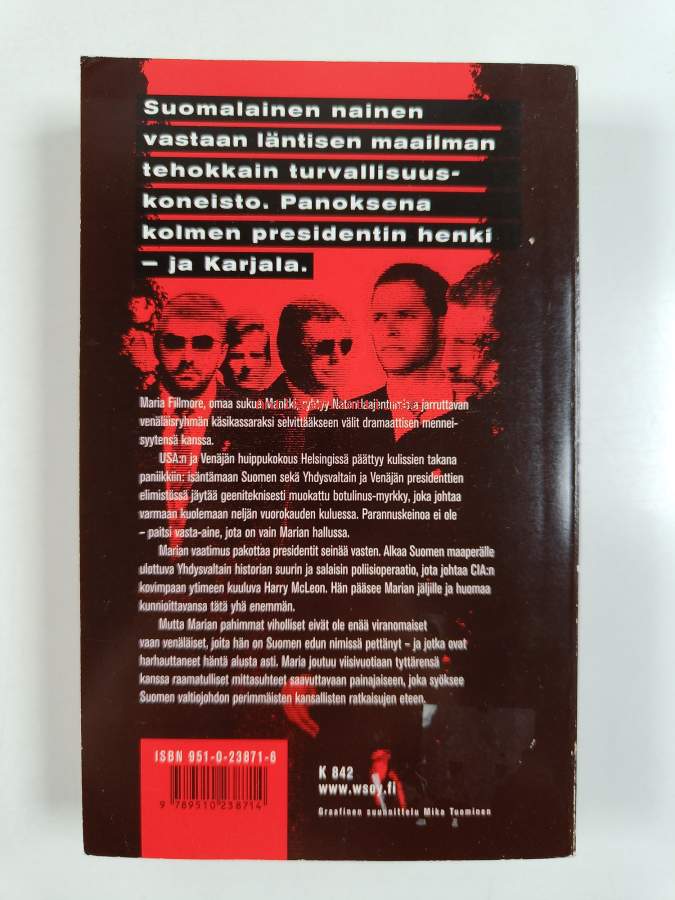 Suomalainen nainen
vastaan läntisen maailman
tehokkain turvallisuus-
koneisto. Panoksena
kolmen presidentin henki
– ja Karjala.
Maria Fillmore, omaa sukua Mankki, ryhtyy Naton laajentumista jarruttavan
venäläisryhmän käsikassaraksi selvittääkseen välit dramaattisen mennei-
syytensä kanssa.
USA:n ja Venäjän huippukokous Helsingissä päättyy kulissien takana
paniikkiin: isäntämaan Suomen sekä Yhdysvaltain ja Venäjän presidenttien
elimistössä jäytää geeniteknisesti muokattu botulinus-myrkky, joka johtaa
varmaan kuolemaan neljän vuorokauden kuluessa. Parannuskeinoa ei ole
– paitsi vasta-aine, jota on vain Marian hallussa.
Marian vaatimus pakottaa presidentit seinää vasten. Alkaa Suomen maaperälle
ulottuva Yhdysvaltain historian suurin ja salaisin poliisioperaatio, jota johtaa CIA:n
kovimpaan ytimeen kuuluva Harry McLeon. Hän pääsee Marian jäljille ja huomaa
kunnioittavansa tätä yhä enemmän.
Mutta Marian pahimmat viholliset eivät ole enää viranomaiset
vaan venäläiset, joita hän on Suomen edun nimissä pettänyt – ja jotka ovat
harhauttaneet häntä alusta asti. Maria joutuu viisivuotiaan tyttärensä
kanssa raamatulliset mittasuhteet saavuttavaan painajaiseen, joka syöksee
Suomen valtiojohdon perimmäisten kansallisten ratkaisujen eteen.
ISBN 951-0-23871-8
9 789510 238714
K 842
www.wsoy.fi
Graafinen suunnittelu Mika Tuominen